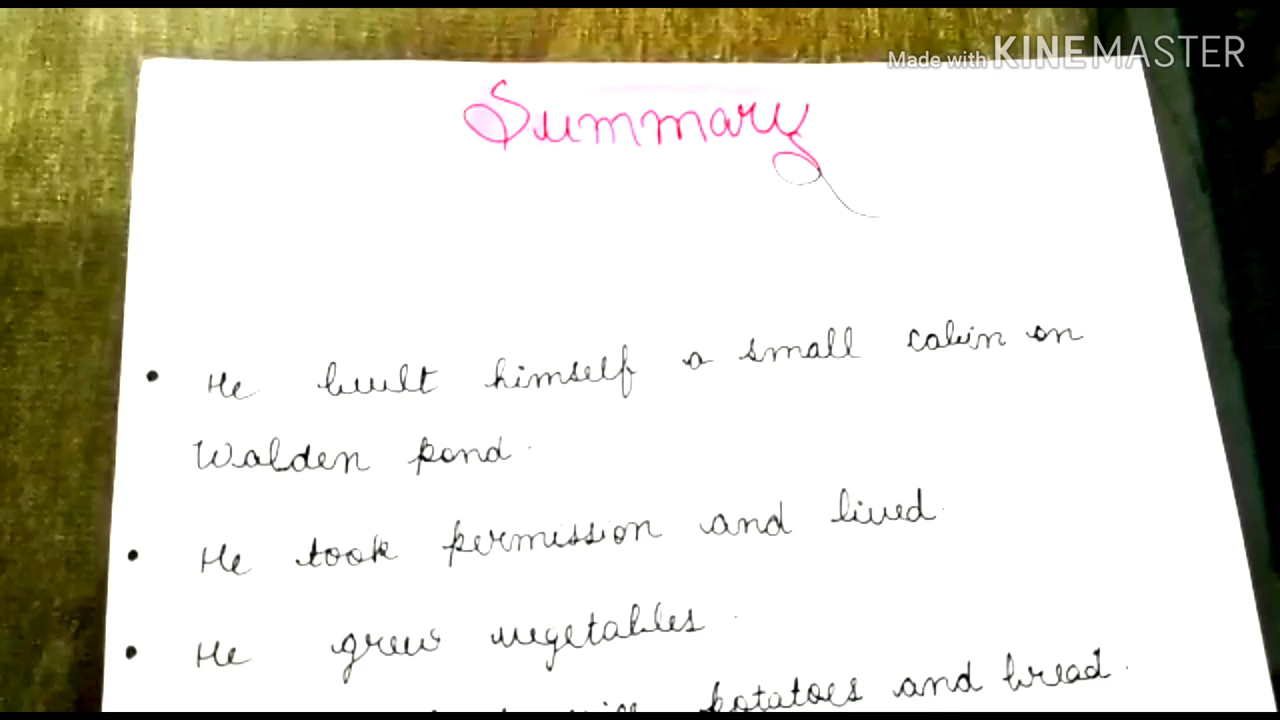 Made with KINEMASTER
Summary
• He built himself a small cabin on
Walden pond.
• He took permission and lived.
• He grew vegetables.
potatoes and bread.